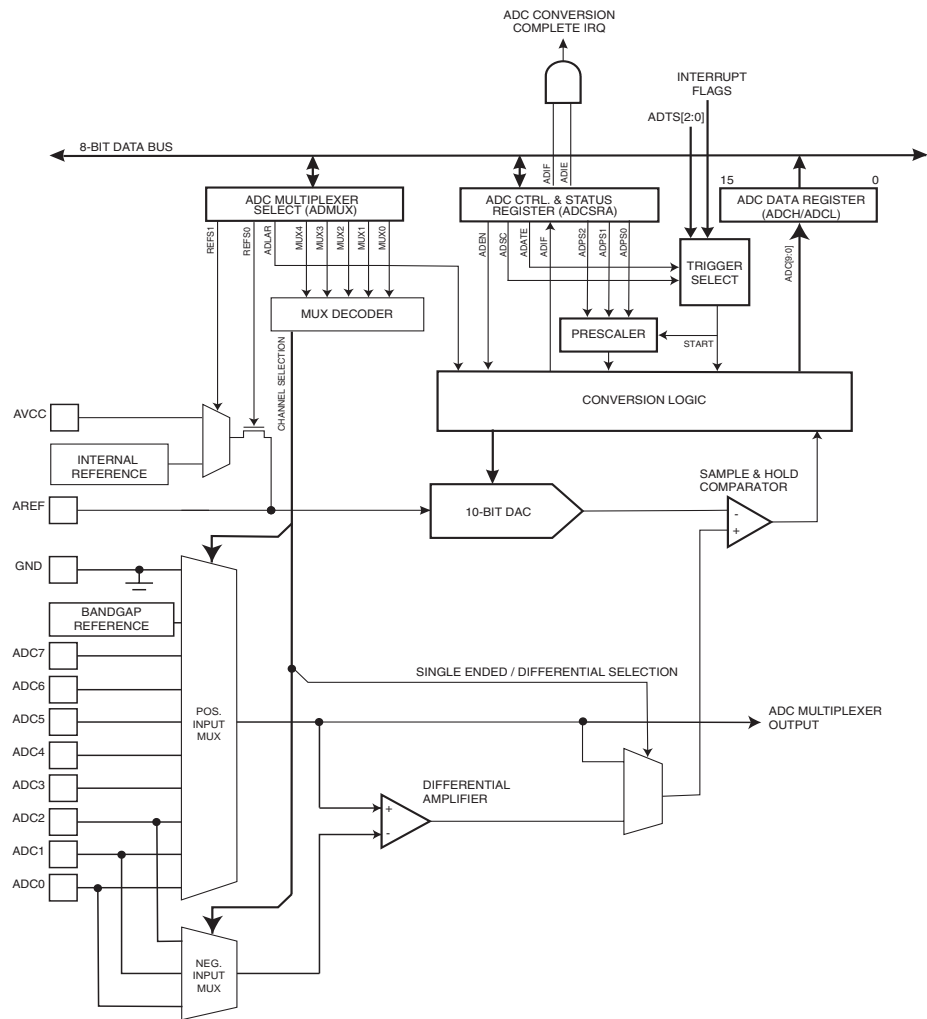 ADC CONVERSION
COMPLETE IRQ
INTERRUPT
FLAGS
ADTS[2:0]
8-BIT DATA BUS
ADIF
ADIE
15
0
ADC MULTIPLEXER
SELECT (ADMUX)
ADC CTRL. & STATUS
REGISTER (ADCSRA)
ADC DATA REGISTER
(ADCH/ADCL)
REFS1
REFS0
ADLAR
MUX4
MUX3
MUX2
MUX1
MUX0
ADEN
ADSC
ADATE
ADIF
ADPS2
ADPS1
ADPS0
TRIGGER
SELECT
ADC[9:0]
MUX DECODER
PRESCALER
START
CHANNEL SELECTION
CONVERSION LOGIC
AVCC
INTERNAL
REFERENCE
SAMPLE & HOLD
COMPARATOR
AREF
10-BIT DAC
-
+
GND
BANDGAP
REFERENCE
ADC7
SINGLE ENDED / DIFFERENTIAL SELECTION
ADC6
ADC5
POS.
INPUT
MUX
ADC MULTIPLEXER
OUTPUT
ADC4
ADC3
DIFFERENTIAL
AMPLIFIER
ADC2
+
-
ADC1
ADC0
NEG.
INPUT
MUX